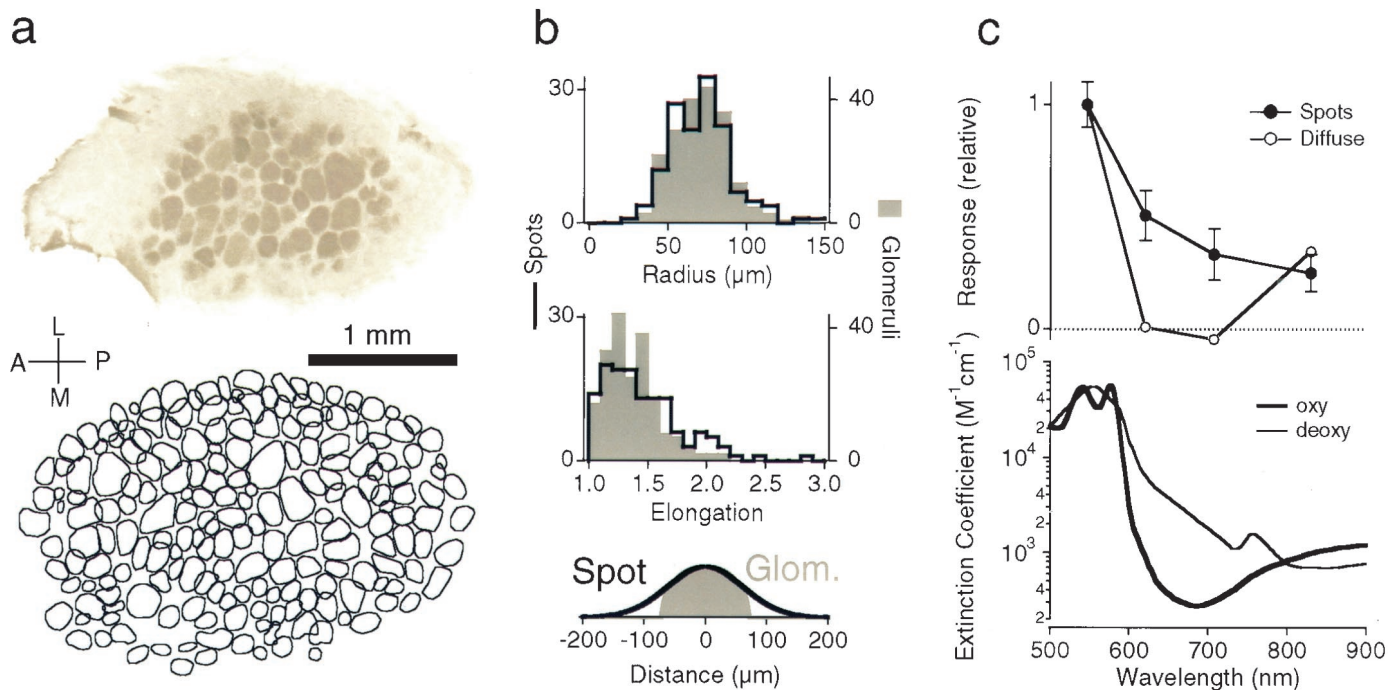 a
L
A P
M
1 mm
b
30
0
40
0
0 50 100 150
Radius (µm)
Spots
Glomeruli
30
0
40
0
1.0 1.5 2.0 2.5 3.0
Elongation
Spot Glom.
-200 -100 0 100 200
Distance (µm)
c
Response (relative)
1
0
Spots
Diffuse
Extinction Coefficient (M⁻¹cm⁻¹)
10⁵
4
2
10⁴
4
2
10³
4
2
oxy
deoxy
500 600 700 800 900
Wavelength (nm)